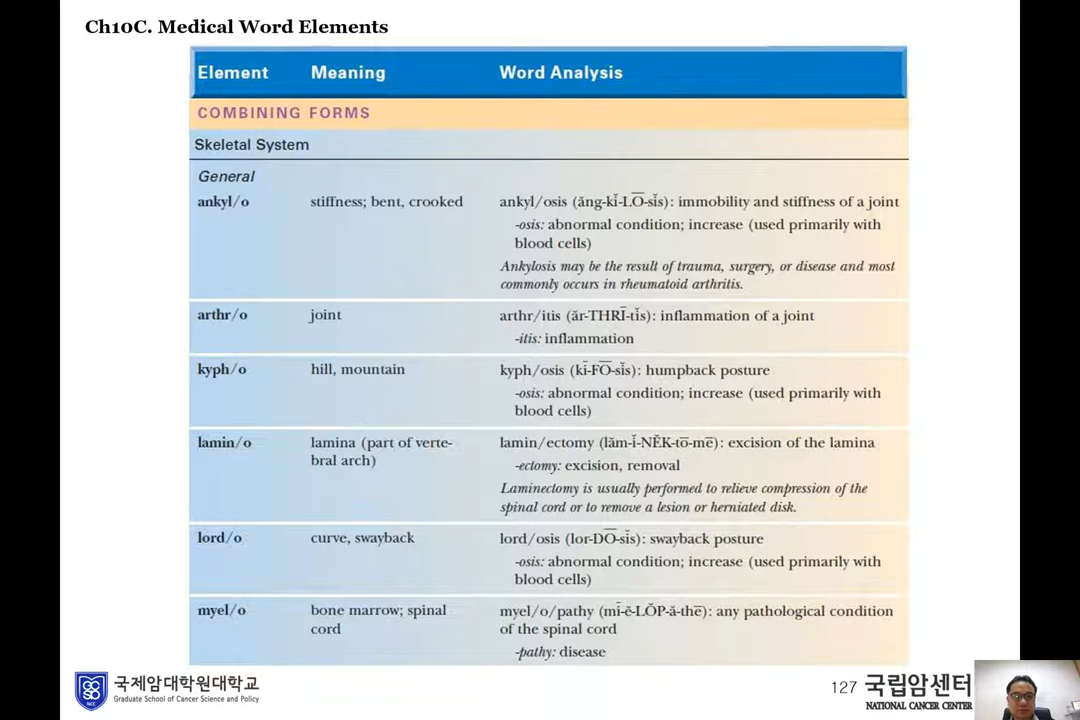 Ch10C. Medical Word Elements
Element Meaning Word Analysis
COMBINING FORMS
Skeletal System
General
ankyl/o stiffness; bent, crooked ankyl/osis (ăng-kĭ-LŌ-sĭs): immobility and stiffness of a joint
-osis: abnormal condition; increase (used primarily with
blood cells)
Ankylosis may be the result of trauma, surgery, or disease and most
commonly occurs in rheumatoid arthritis.
arthr/o joint arthr/itis (ăr-THRĪ-tĭs): inflammation of a joint
-itis: inflammation
kyph/o hill, mountain kyph/osis (kī-FŌ-sĭs): humpback posture
-osis: abnormal condition; increase (used primarily with
blood cells)
lamin/o lamina (part of verte- lamin/ectomy (lăm-ĭ-NĔK-tō-mē): excision of the lamina
bral arch)
-ectomy: excision, removal
Laminectomy is usually performed to relieve compression of the
spinal cord or to remove a lesion or herniated disk.
lord/o curve, swayback lord/osis (lor-DŌ-sĭs): swayback posture
-osis: abnormal condition; increase (used primarily with
blood cells)
myel/o bone marrow; spinal myel/o/pathy (mī-ĕ-LŎP-ă-thē): any pathological condition
cord of the spinal cord
-pathy: disease
GCSP
NCC
국제암대학원대학교
Graduate School of Cancer Science and Policy
127 국립암센터
NATIONAL CANCER CENTER